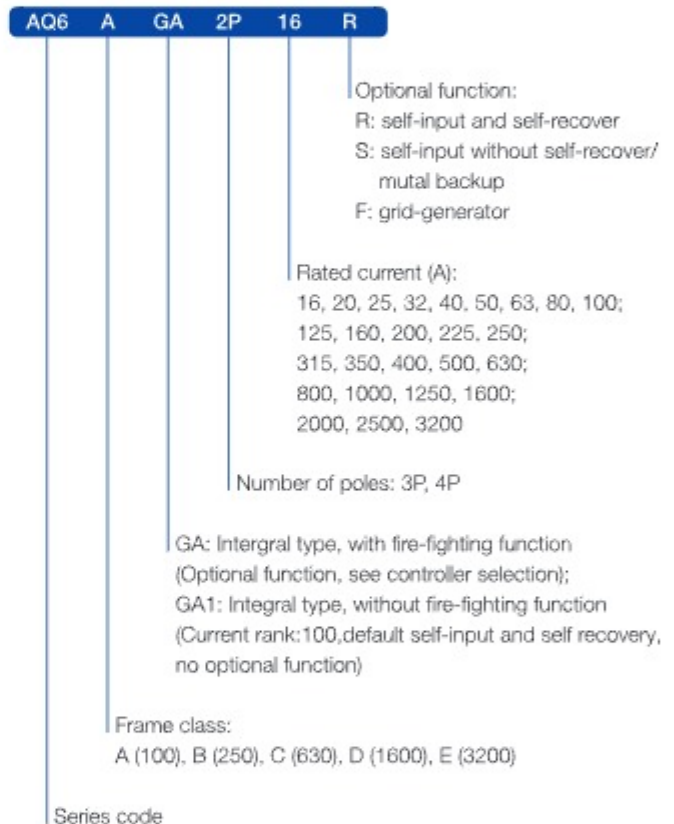 AQ6 A GA 2P 16 R
Optional function:
R: self-input and self-recover
S: self-input without self-recover/
mutal backup
F: grid-generator
Rated current (A):
16, 20, 25, 32, 40, 50, 63, 80, 100;
125, 160, 200, 225, 250;
315, 350, 400, 500, 630;
800, 1000, 1250, 1600;
2000, 2500, 3200
Number of poles: 3P, 4P
GA: Intergral type, with fire-fighting function
(Optional function, see controller selection);
GA1: Integral type, without fire-fighting function
(Current rank:100,default self-input and self recovery,
no optional function)
Frame class:
A (100), B (250), C (630), D (1600), E (3200)
Series code